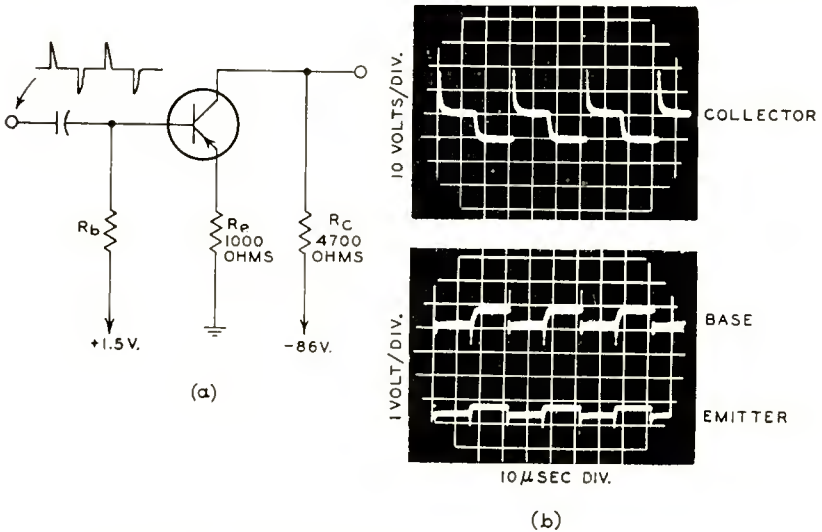 Rb
+1.5V.
Re
1000
OHMS
RC
4700
OHMS
-86V.
(a)
10 VOLTS/DIV.
COLLECTOR
1 VOLT/DIV.
BASE
EMITTER
10μSEC DIV.
(b)